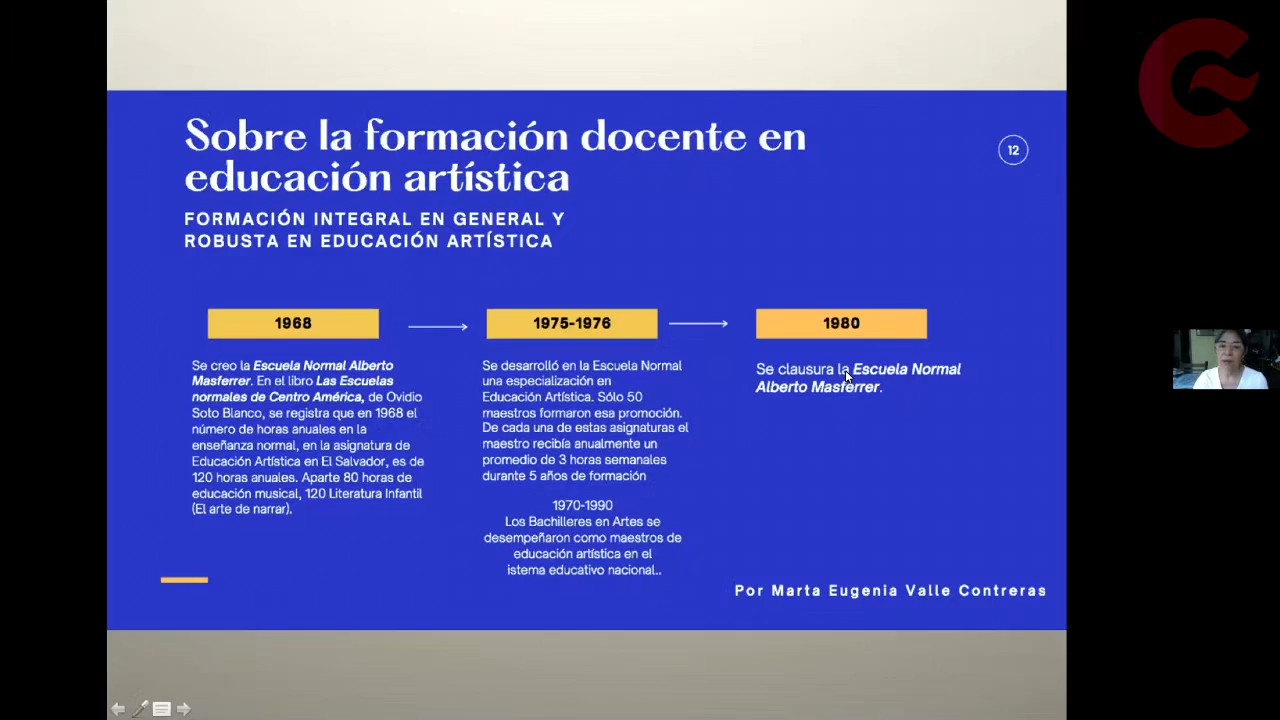 Sobre la formación docente en
educación artística
12
FORMACIÓN INTEGRAL EN GENERAL Y
ROBUSTA EN EDUCACIÓN ARTÍSTICA
1968
Se creo la Escuela Normal Alberto
Masferrer. En el libro Las Escuelas
normales de Centro América, de Ovidio
Soto Blanco, se registra que en 1968 el
número de horas anuales en la
enseñanza normal, en la asignatura de
Educación Artística en El Salvador, es de
120 horas anuales. Aparte 80 horas de
educación musical, 120 Literatura Infantil
(El arte de narrar).
1975-1976
Se desarrolló en la Escuela Normal
una especialización en
Educación Artística. Sólo 50
maestros formaron esa promoción.
De cada una de estas asignaturas el
maestro recibía anualmente un
promedio de 3 horas semanales
durante 5 años de formación
1970-1990
Los Bachilleres en Artes se
desempeñaron como maestros de
educación artística en el
istema educativo nacional..
1980
Se clausura la Escuela Normal
Alberto Masferrer.
Por Marta Eugenia Valle Contreras